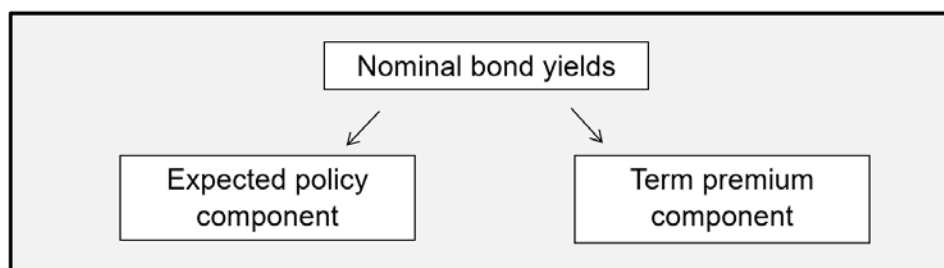 Nominal bond yields
Expected policy
component
Term premium
component